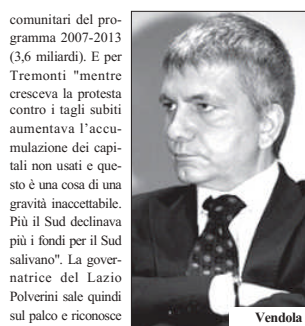 comunitari del pro-
gramma 2007-2013
(3,6 miliardi). E per
Tremonti "mentre
cresceva la protesta
contro i tagli subiti
aumentava l'accu-
mulazione dei capi-
tali non usati e que-
sto è una cosa di una
gravità inaccettabile.
Più il Sud declinava
più i fondi per il Sud
salivano". La gover-
natrice del Lazio
Polverini sale quindi
sul palco e riconosce
Vendola